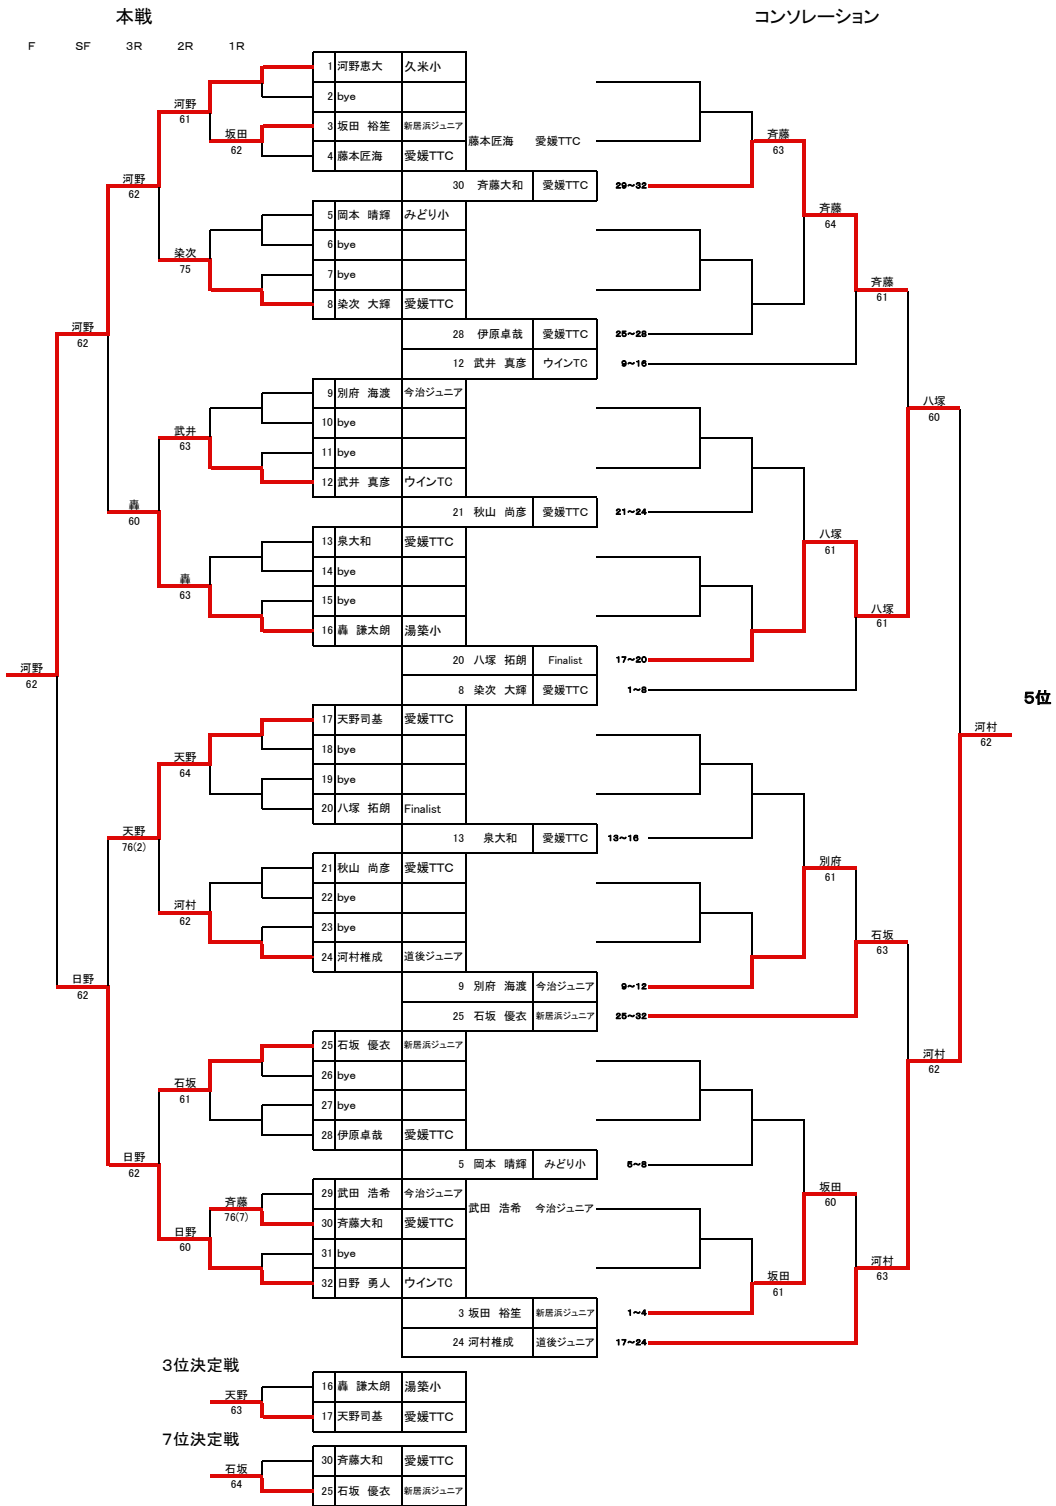 本戦
コンソレーション
F SF 3R 2R 1R
1 河野恵大 久米小
河野
61
2 bye
坂田
62
3 坂田 裕笙 新居浜ジュニア
藤本匠海 愛媛TTC
斉藤
63
4 藤本匠海 愛媛TTC
河野
62
30 斉藤大和 愛媛TTC 29~32
5 岡本 晴輝 みどり小
斉藤
64
6 bye
染次
75
7 bye
8 染次 大輝 愛媛TTC
斉藤
61
河野
62
28 伊原卓哉 愛媛TTC 25~28
12 武井 真彦 ウインTC 9~16
9 別府 海渡 今治ジュニア
八塚
60
10 bye
武井
63
11 bye
12 武井 真彦 ウインTC
轟
60
21 秋山 尚彦 愛媛TTC 21~24
13 泉大和 愛媛TTC
八塚
61
14 bye
轟
63
15 bye
16 轟 謙太朗 湯築小
八塚
61
20 八塚 拓朗 Finalist 17~20
河野
62
8 染次 大輝 愛媛TTC 1~8
5位
17 天野司基 愛媛TTC
河村
62
18 bye
天野
64
19 bye
20 八塚 拓朗 Finalist
天野
76(2)
13 泉大和 愛媛TTC 13~16
21 秋山 尚彦 愛媛TTC
別府
61
22 bye
河村
62
23 bye
石坂
63
24 河村椎成 道後ジュニア
日野
62
9 別府 海渡 今治ジュニア 9~12
25 石坂 優衣 新居浜ジュニア 25~32
25 石坂 優衣 新居浜ジュニア
河村
62
26 bye
石坂
61
27 bye
28 伊原卓哉 愛媛TTC
日野
62
5 岡本 晴輝 みどり小 5~8
29 武田 浩希 今治ジュニア
武田 浩希 今治ジュニア
坂田
60
斉藤
76(7)
30 斉藤大和 愛媛TTC
日野
60
31 bye
河村
63
32 日野 勇人 ウインTC
坂田
61
3 坂田 裕笙 新居浜ジュニア 1~4
24 河村椎成 道後ジュニア 17~24
3位決定戦
16 轟 謙太朗 湯築小
天野
63
17 天野司基 愛媛TTC
7位決定戦
30 斉藤大和 愛媛TTC
石坂
64
25 石坂 優衣 新居浜ジュニア